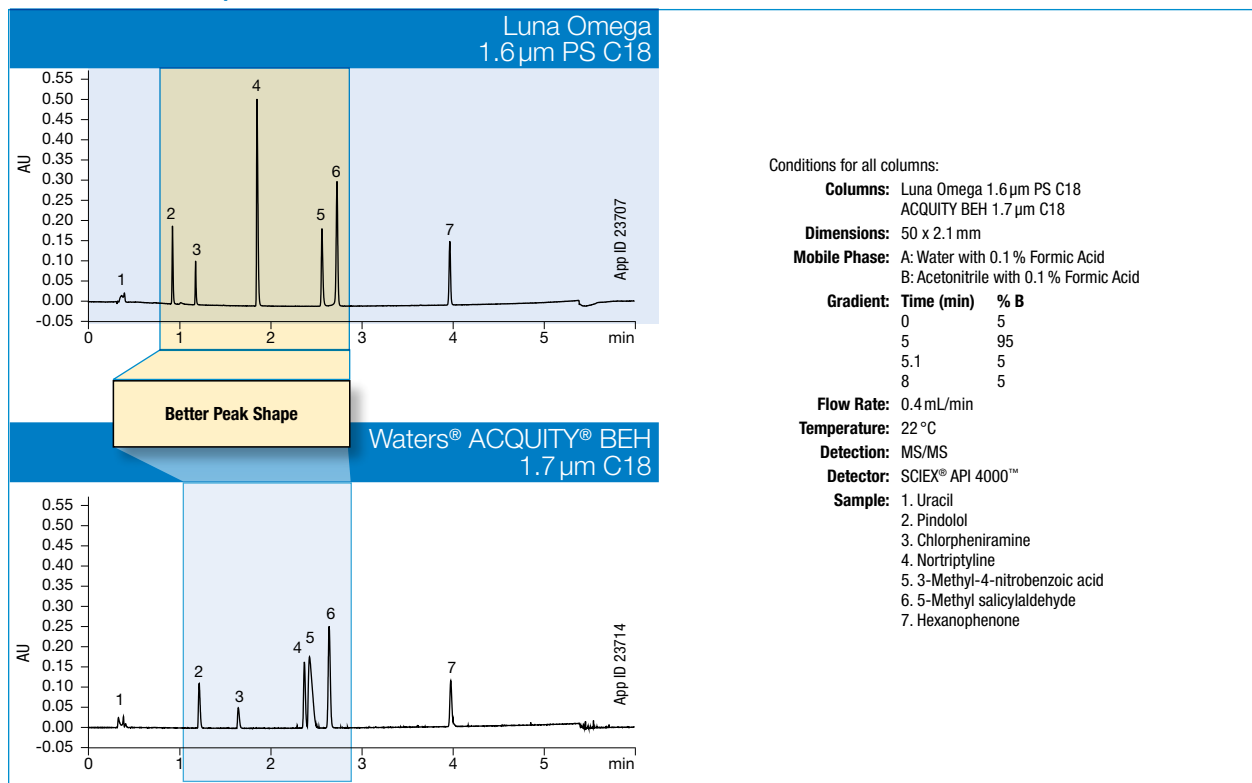 Luna Omega
1.6 µm PS C18
0.55
0.50
0.45
0.40
0.35
0.30
0.25
0.20
0.15
0.10
0.05
0.00
-0.05
AU
1
2
3
4
5
6
7
App ID 23707
0 1 2 3 4 5 min
Better Peak Shape
Waters® ACQUITY® BEH
1.7 µm C18
0.55
0.50
0.45
0.40
0.35
0.30
0.25
0.20
0.15
0.10
0.05
0.00
-0.05
AU
1
2
3
4
5
6
7
App ID 23714
0 1 2 3 4 5 min
Conditions for all columns:
Columns: Luna Omega 1.6 µm PS C18
ACQUITY BEH 1.7 µm C18
Dimensions: 50 x 2.1 mm
Mobile Phase: A: Water with 0.1 % Formic Acid
B: Acetonitrile with 0.1 % Formic Acid
Gradient: Time (min) % B
0 5
5 95
5.1 5
8 5
Flow Rate: 0.4 mL/min
Temperature: 22 °C
Detection: MS/MS
Detector: SCIEX® API 4000™
Sample: 1. Uracil
2. Pindolol
3. Chlorpheniramine
4. Nortriptyline
5. 3-Methyl-4-nitrobenzoic acid
6. 5-Methyl salicylaldehyde
7. Hexanophenone